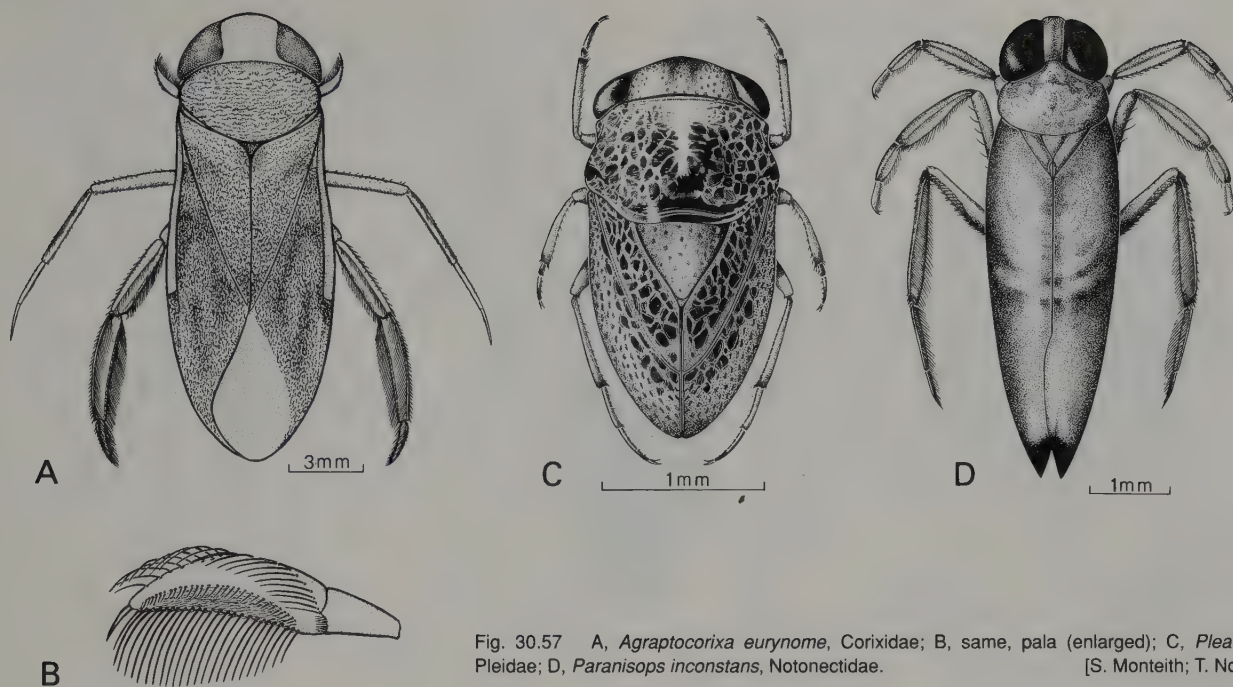 A
3mm
C
1mm
D
1mm
B
Fig. 30.57 A, Agraptocorixa eurynome, Corixidae; B, same, pala (enlarged); C, Plea
Pleidae; D, Paranisops inconstans, Notonectidae. [S. Monteith; T. No